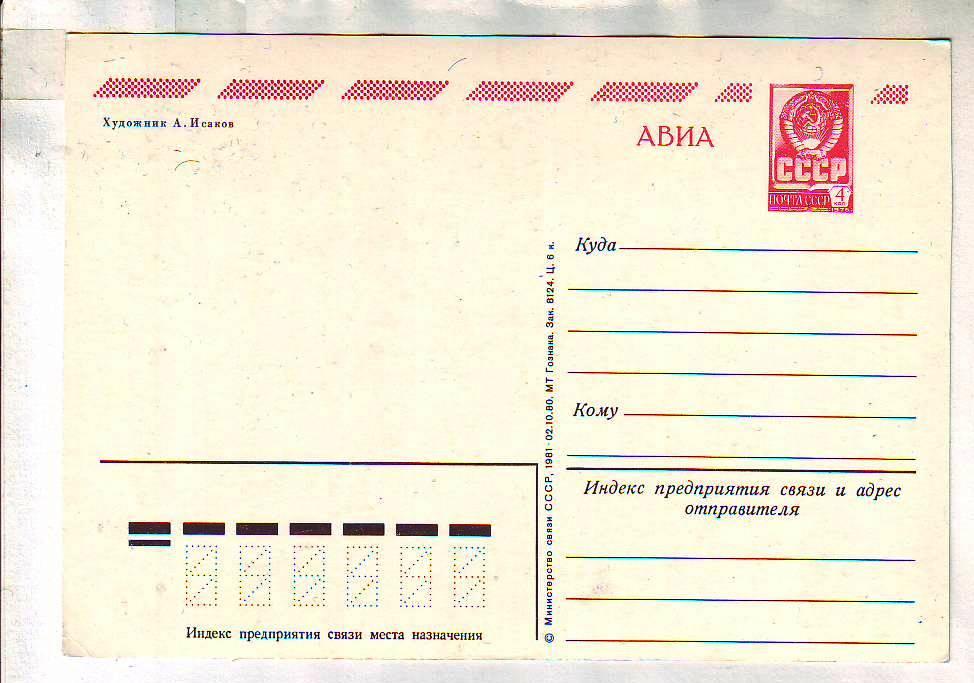 Художник А. Исаков
АВИА
СССР
ПОЧТА СССР
4
КОП
Куда
Кому
Индекс предприятия связи и адрес
отправителя
© Министерство связи СССР, 1981 · 02.10.80. МТ Гознака. Зак. 8124. Ц. 6 к.
Индекс предприятия связи места назначения